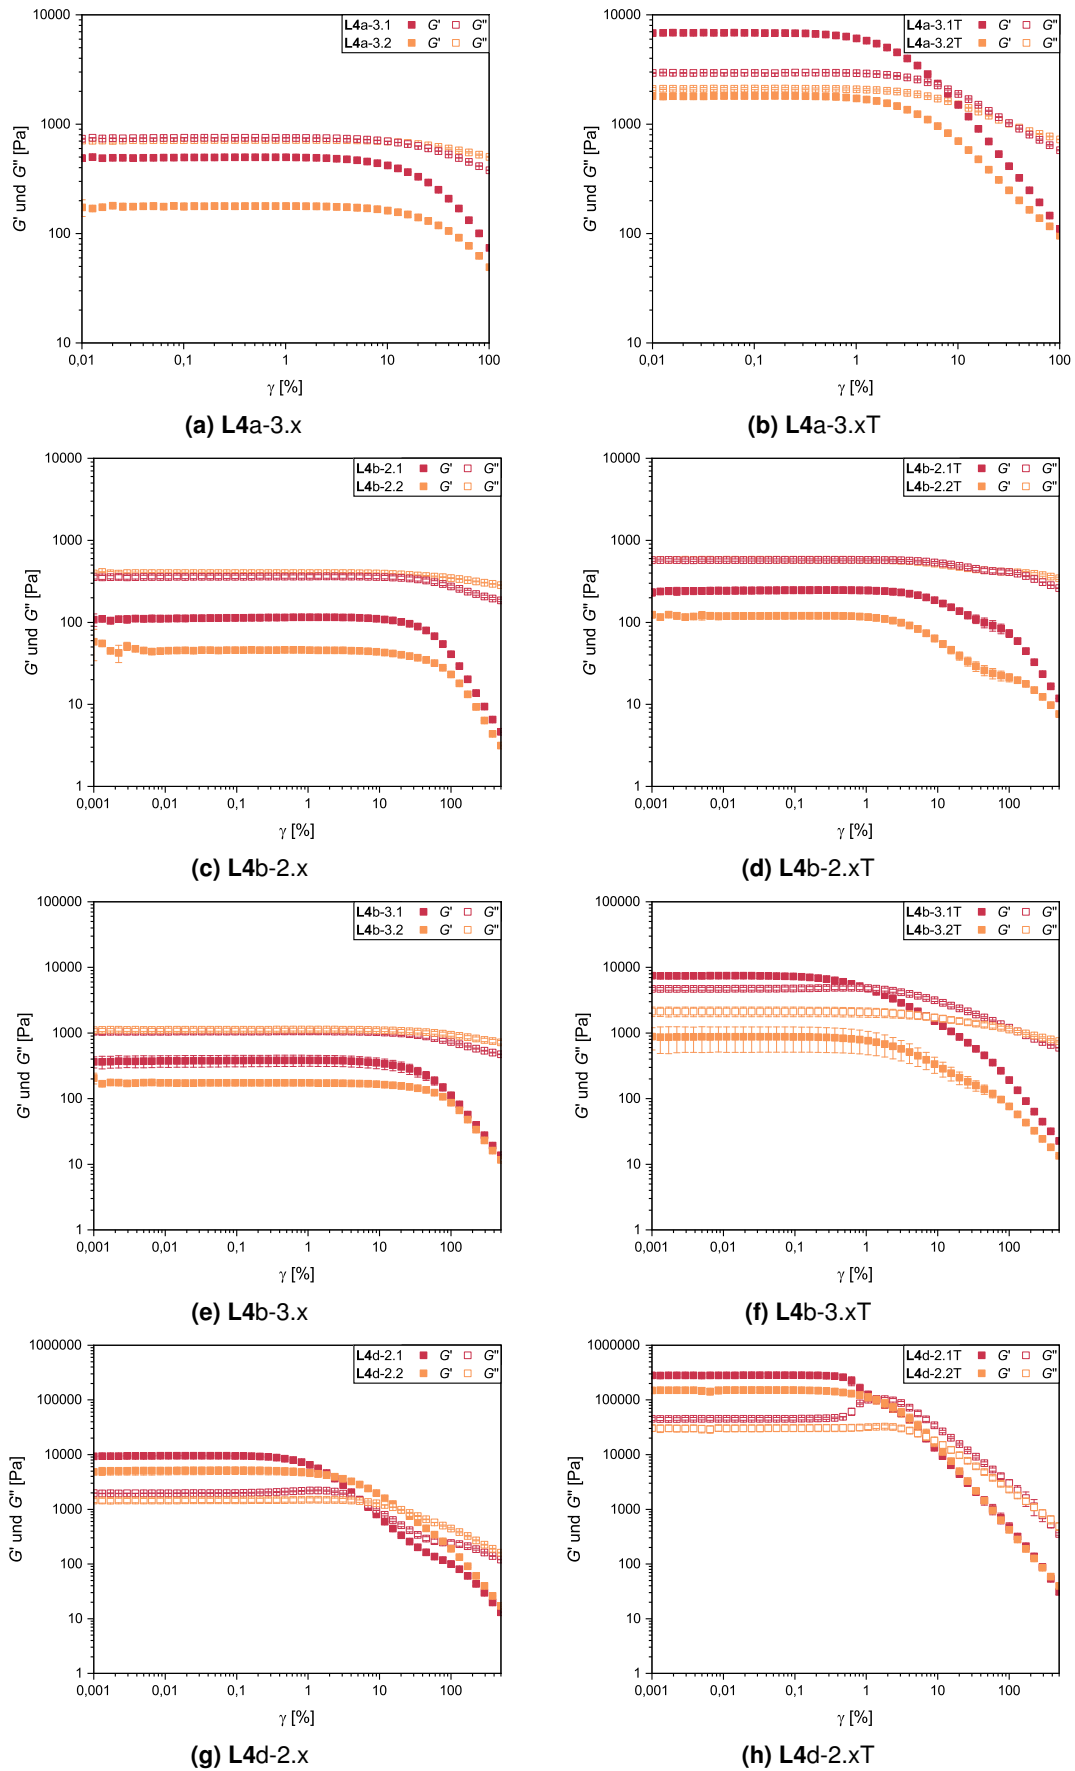 L4a-3.1 G' G"
L4a-3.2 G' G"
10000
1000
100
10
G' und G" [Pa]
0,01 0,1 1 10 100
γ [%]
(a) L4a-3.x
L4a-3.1T G' G"
L4a-3.2T G' G"
10000
1000
100
10
G' und G" [Pa]
0,01 0,1 1 10 100
γ [%]
(b) L4a-3.xT
L4b-2.1 G' G"
L4b-2.2 G' G"
10000
1000
100
10
1
G' und G" [Pa]
0,001 0,01 0,1 1 10 100
γ [%]
(c) L4b-2.x
L4b-2.1T G' G"
L4b-2.2T G' G"
10000
1000
100
10
1
G' und G" [Pa]
0,001 0,01 0,1 1 10 100
γ [%]
(d) L4b-2.xT
L4b-3.1 G' G"
L4b-3.2 G' G"
100000
10000
1000
100
10
1
G' und G" [Pa]
0,001 0,01 0,1 1 10 100
γ [%]
(e) L4b-3.x
L4b-3.1T G' G"
L4b-3.2T G' G"
100000
10000
1000
100
10
1
G' und G" [Pa]
0,001 0,01 0,1 1 10 100
γ [%]
(f) L4b-3.xT
L4d-2.1 G' G"
L4d-2.2 G' G"
1000000
100000
10000
1000
100
10
1
G' und G" [Pa]
0,001 0,01 0,1 1 10 100
γ [%]
(g) L4d-2.x
L4d-2.1T G' G"
L4d-2.2T G' G"
1000000
100000
10000
1000
100
10
1
G' und G" [Pa]
0,001 0,01 0,1 1 10 100
γ [%]
(h) L4d-2.xT